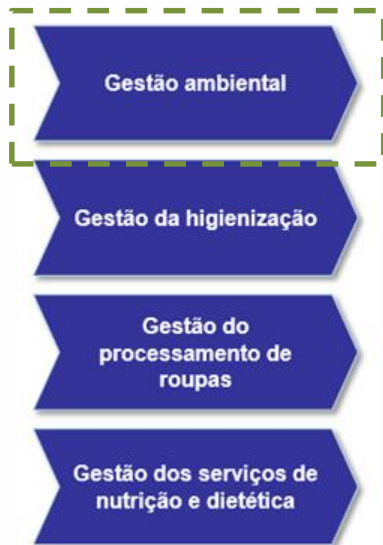 Gestão ambiental
Gestão da higienização
Gestão do
processamento de
roupas
Gestão dos serviços de
nutrição e dietética